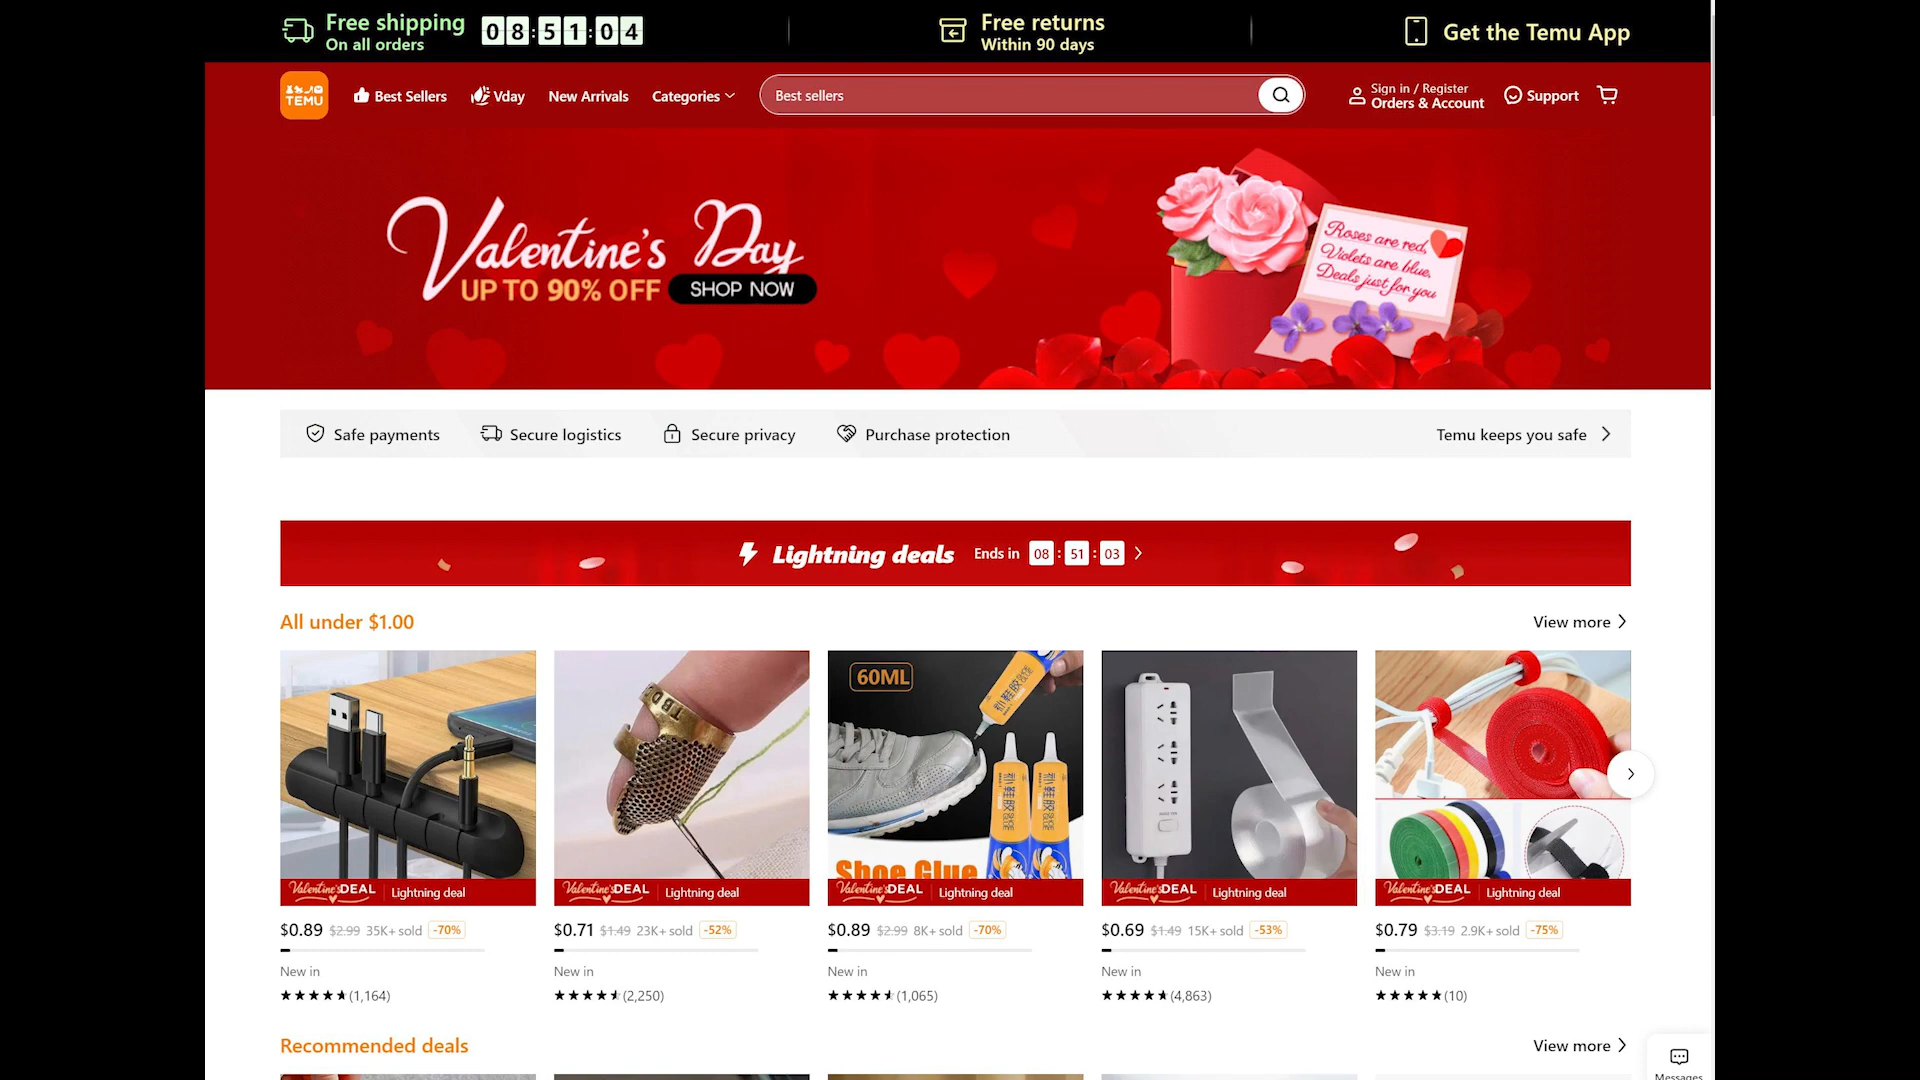 Free shipping
On all orders
08:51:04
Free returns
Within 90 days
Get the Temu App
TEMU
Best Sellers
Vday
New Arrivals
Categories
Best sellers
Sign in / Register
Orders & Account
Support
Valentine's Day
UP TO 90% OFF
SHOP NOW
Roses are red,
Violets are blue.
Deals just for you
Safe payments
Secure logistics
Secure privacy
Purchase protection
Temu keeps you safe
Lightning deals
Ends in 08 : 51 : 03
All under $1.00
View more
60ML
Shoe Glue
Valentine's DEAL Lightning deal
Valentine's DEAL Lightning deal
Valentine's DEAL Lightning deal
Valentine's DEAL Lightning deal
Valentine's DEAL Lightning deal
$0.89 $2.99 35K+ sold -70%
$0.71 $1.49 23K+ sold -52%
$0.89 $2.99 8K+ sold -70%
$0.69 $1.49 15K+ sold -53%
$0.79 $3.19 2.9K+ sold -75%
New in
New in
New in
New in
New in
(1,164)
(2,250)
(1,065)
(4,863)
(10)
Recommended deals
View more
Messages